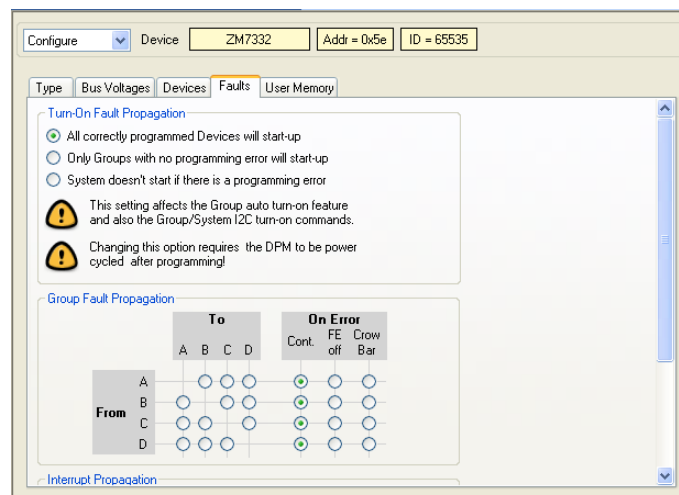 Configure Device ZM7332 Addr = 0x5e ID = 65535
Type Bus Voltages Devices Faults User Memory
Turn-On Fault Propagation
All correctly programmed Devices will start-up
Only Groups with no programming error will start-up
System doesn't start if there is a programming error
This setting affects the Group auto turn-on feature
and also the Group/System I2C turn-on commands.
Changing this option requires the DPM to be power
cycled after programming!
Group Fault Propagation
To On Error
A B C D Cont. FE off Crow Bar
A
B
From
C
D
Interrupt Propagation